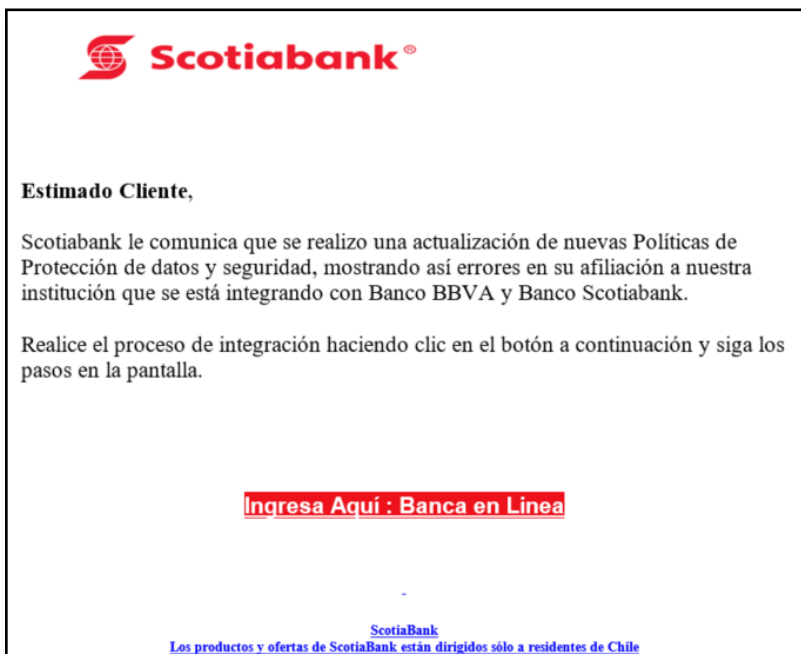 Scotiabank®
Estimado Cliente,
Scotiabank le comunica que se realizo una actualización de nuevas Políticas de
Protección de datos y seguridad, mostrando así errores en su afiliación a nuestra
institución que se está integrando con Banco BBVA y Banco Scotiabank.
Realice el proceso de integración haciendo clic en el botón a continuación y siga los
pasos en la pantalla.
Ingresa Aquí : Banca en Linea
ScotiaBank
Los productos y ofertas de ScotiaBank están dirigidos sólo a residentes de Chile